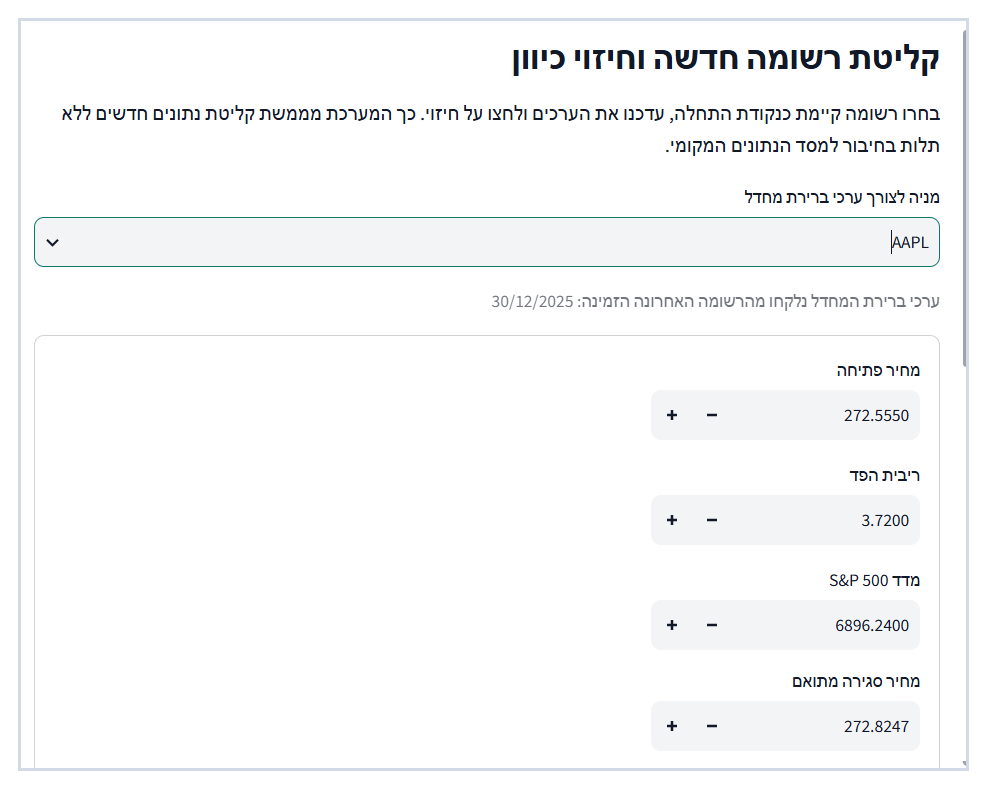 קליטת רשומה חדשה וחיזוי כיוון
בחרו רשומה קיימת כנקודת התחלה, עדכנו את הערכים ולחצו על חיזוי. כך המערכת מממשת קליטת נתונים חדשים ללא
תלות בחיבור למסד הנתונים המקומי.
מניה לצורך ערכי ברירת מחדל
AAPL
ערכי ברירת המחדל נלקחו מהרשומה האחרונה הזמינה: 30/12/2025
מחיר פתיחה
272.5550
ריבית הפד
3.7200
מדד S&P 500
6896.2400
מחיר סגירה מתואם
272.8247